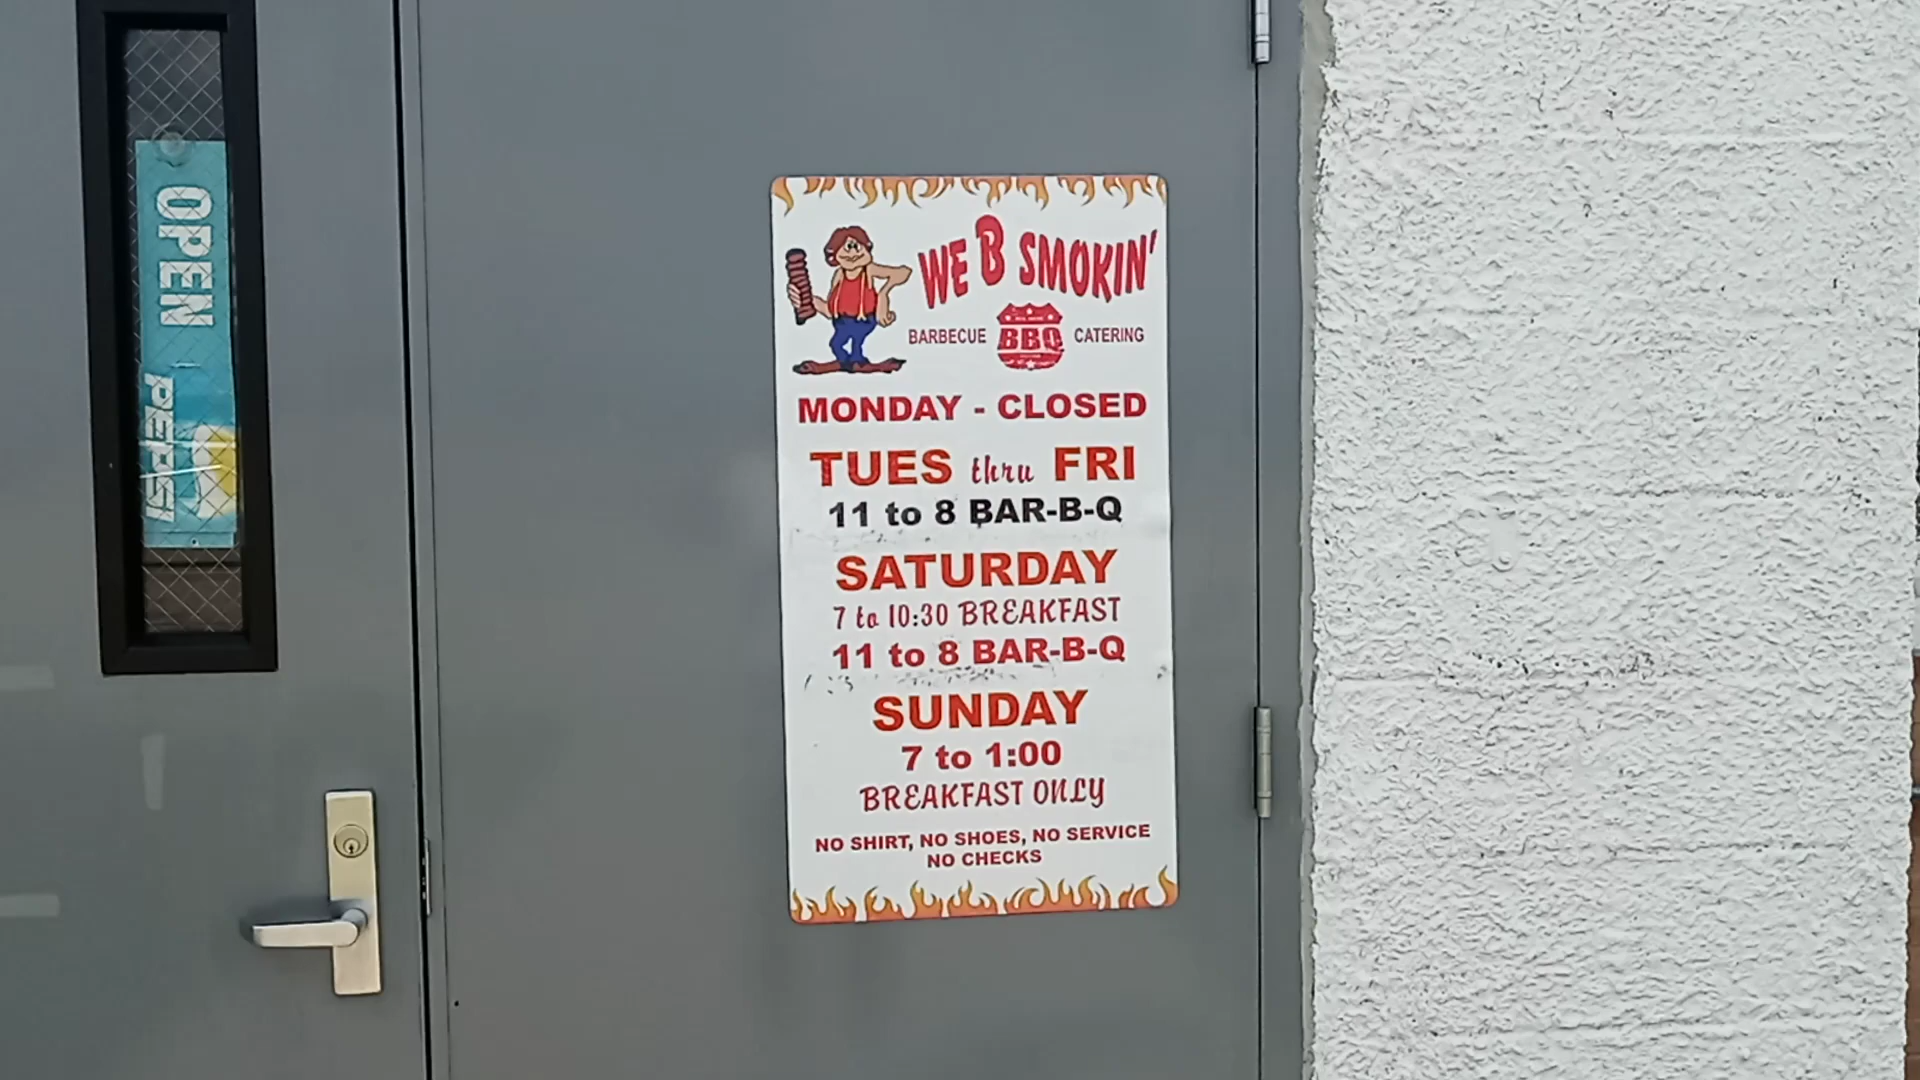 OPEN
PEPSI
WE B SMOKIN'
BARBECUE BBQ CATERING
MONDAY - CLOSED
TUES thru FRI
11 to 8 BAR-B-Q
SATURDAY
7 to 10:30 BREAKFAST
11 to 8 BAR-B-Q
SUNDAY
7 to 1:00
BREAKFAST ONLY
NO SHIRT, NO SHOES, NO SERVICE
NO CHECKS